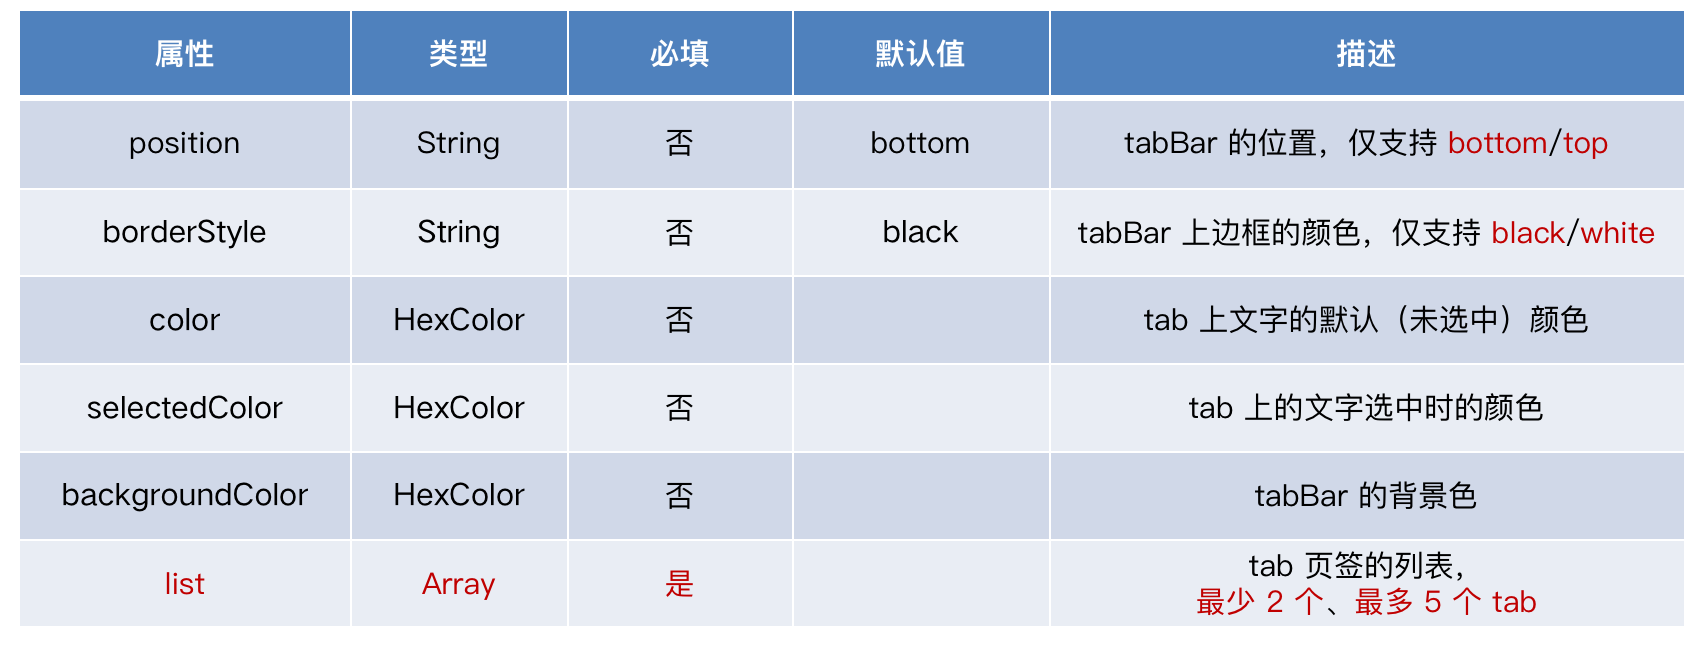 属性 类型 必填 默认值 描述
position String 否 bottom tabBar 的位置，仅支持 bottom/top
borderStyle String 否 black tabBar 上边框的颜色，仅支持 black/white
color HexColor 否 tab 上文字的默认（未选中）颜色
selectedColor HexColor 否 tab 上的文字选中时的颜色
backgroundColor HexColor 否 tabBar 的背景色
list Array 是 tab 页签的列表，
最少 2 个、最多 5 个 tab